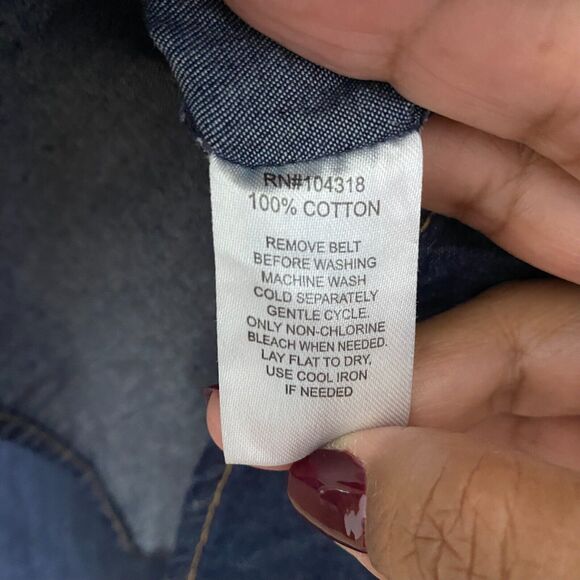 RN#104318
100% COTTON
REMOVE BELT
BEFORE WASHING
MACHINE WASH
COLD SEPARATELY
GENTLE CYCLE.
ONLY NON-CHLORINE
BLEACH WHEN NEEDED.
LAY FLAT TO DRY,
USE COOL IRON
IF NEEDED